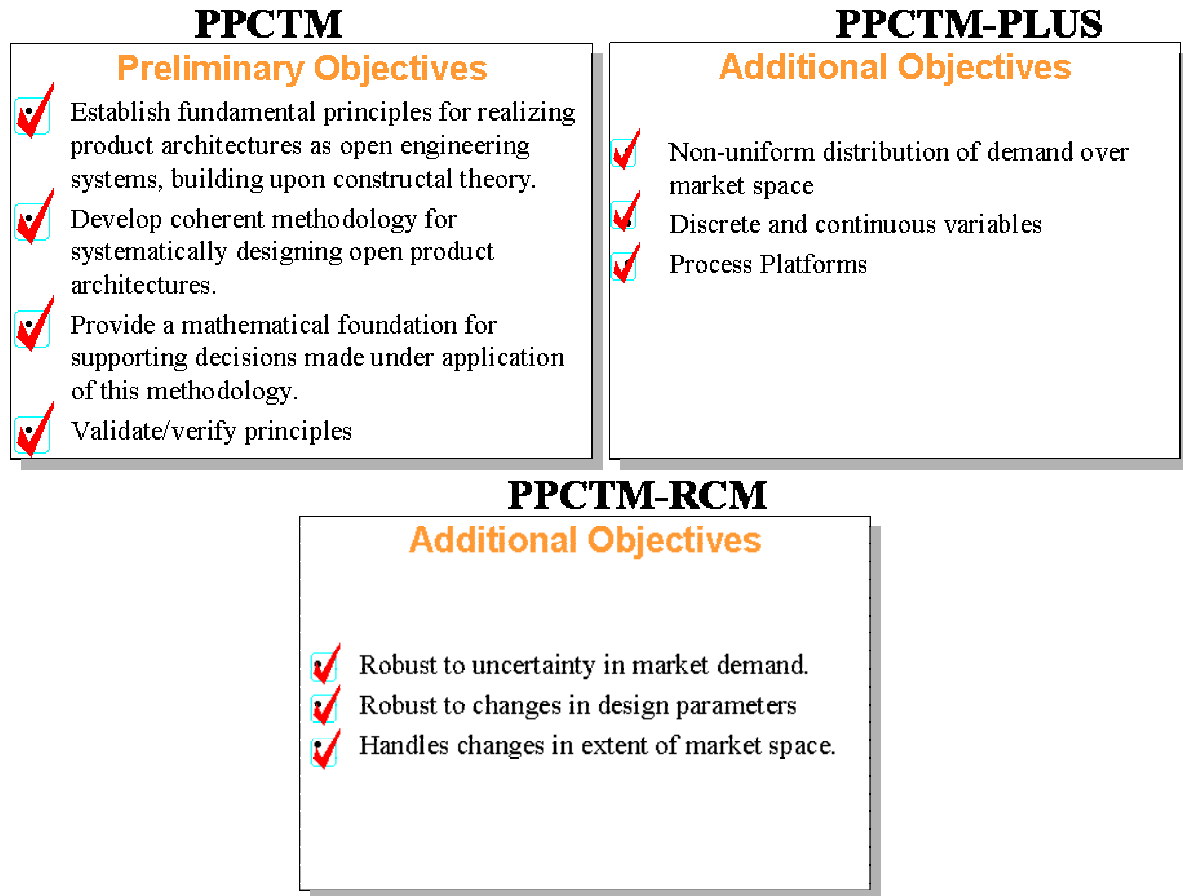 PPCTM
Preliminary Objectives
Establish fundamental principles for realizing
product architectures as open engineering
systems, building upon constructal theory.
Develop coherent methodology for
systematically designing open product
architectures.
Provide a mathematical foundation for
supporting decisions made under application
of this methodology.
Validate/verify principles
PPCTM-PLUS
Additional Objectives
Non-uniform distribution of demand over
market space
Discrete and continuous variables
Process Platforms
PPCTM-RCM
Additional Objectives
Robust to uncertainty in market demand.
Robust to changes in design parameters
Handles changes in extent of market space.